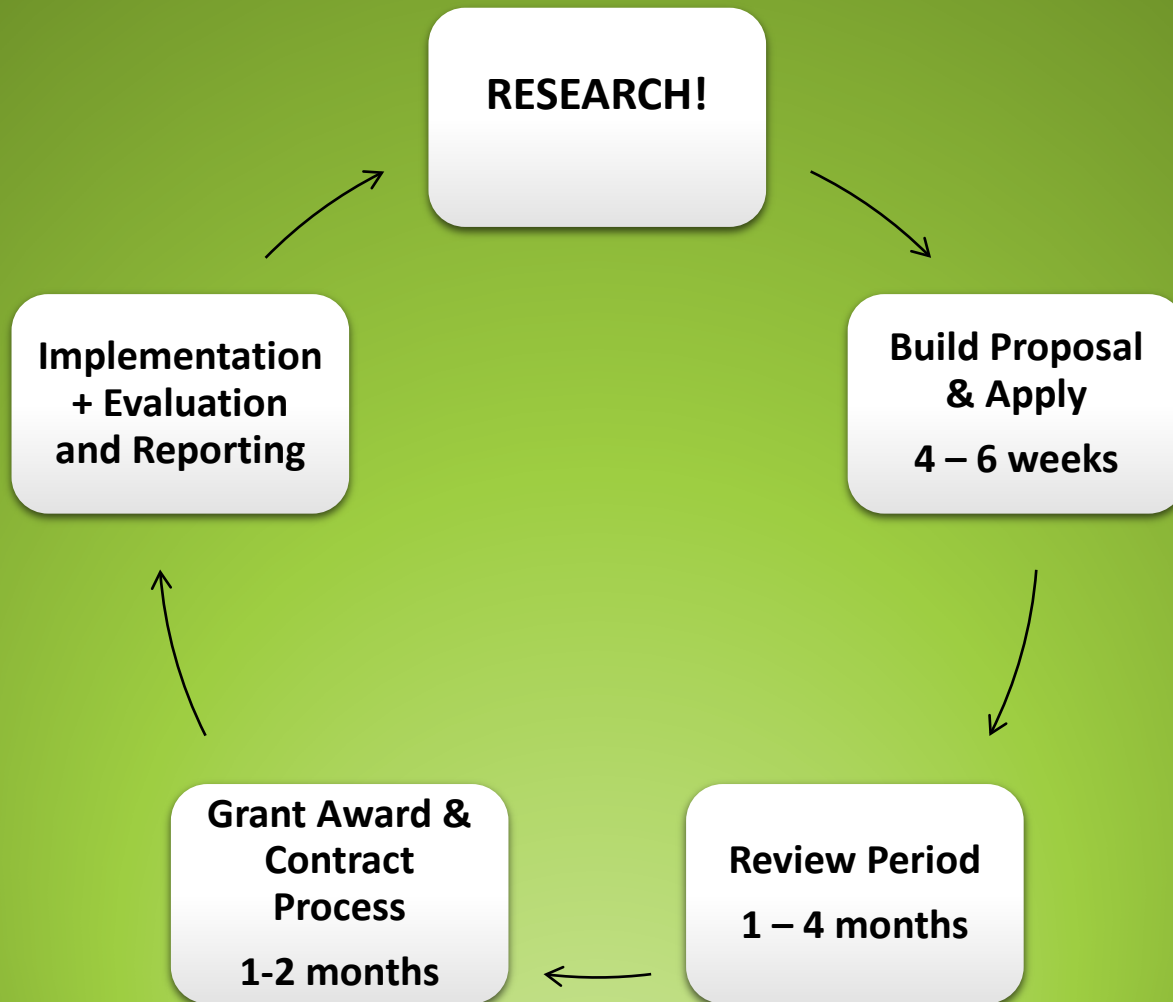 RESEARCH!
Build Proposal
& Apply
4 – 6 weeks
Review Period
1 – 4 months
Grant Award &
Contract
Process
1-2 months
Implementation
+ Evaluation
and Reporting